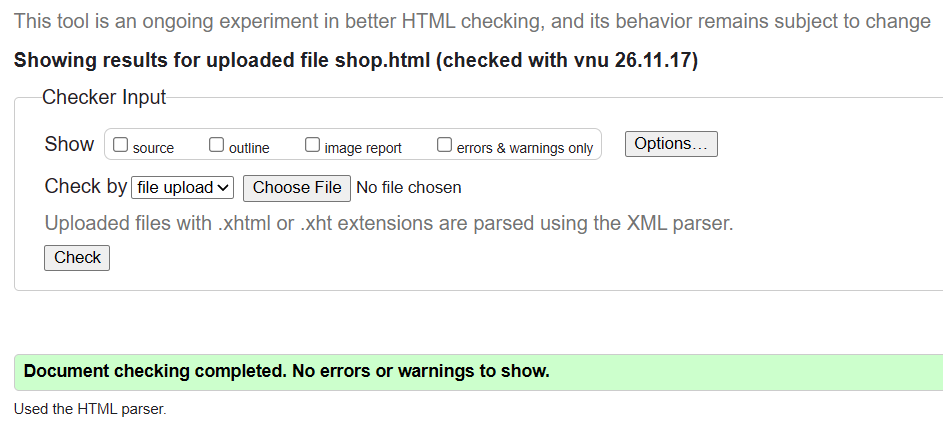 This tool is an ongoing experiment in better HTML checking, and its behavior remains subject to change
Showing results for uploaded file shop.html (checked with vnu 26.11.17)
Checker Input
Show source outline image report errors & warnings only Options…
Check by file upload Choose File No file chosen
Uploaded files with .xhtml or .xht extensions are parsed using the XML parser.
Check
Document checking completed. No errors or warnings to show.
Used the HTML parser.